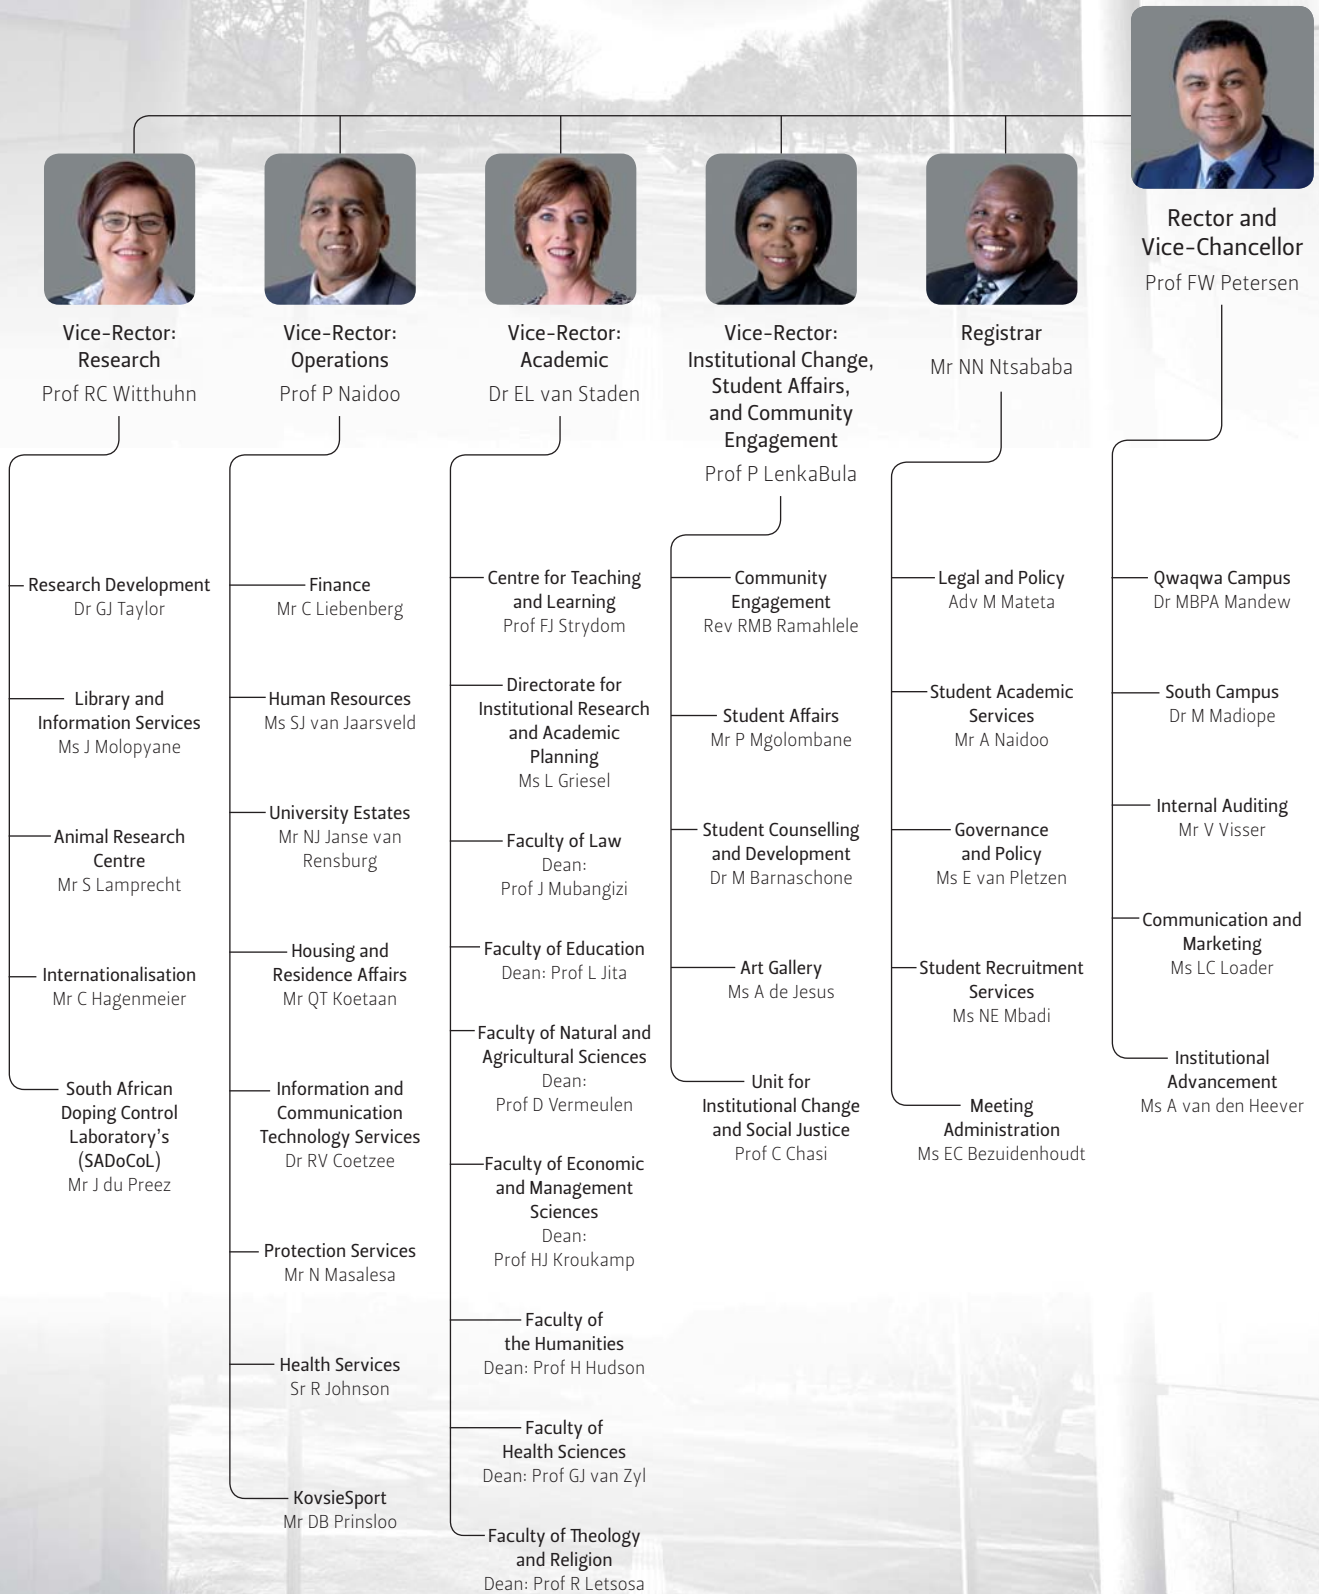 Rector and
Vice-Chancellor
Prof FW Petersen
Vice-Rector:
Research
Prof RC Witthuhn
Research Development
Dr GJ Taylor
Library and
Information Services
Ms J Molopyane
Animal Research
Centre
Mr S Lamprecht
Internationalisation
Mr C Hagenmeier
South African
Doping Control
Laboratory's
(SADoCoL)
Mr J du Preez
Vice-Rector:
Operations
Prof P Naidoo
Finance
Mr C Liebenberg
Human Resources
Ms SJ van Jaarsveld
University Estates
Mr NJ Janse van
Rensburg
Housing and
Residence Affairs
Mr QT Koetaan
Information and
Communication
Technology Services
Dr RV Coetzee
Protection Services
Mr N Masalesa
Health Services
Sr R Johnson
KovsieSport
Mr DB Prinsloo
Vice-Rector:
Academic
Dr EL van Staden
Centre for Teaching
and Learning
Prof FJ Strydom
Directorate for
Institutional Research
and Academic
Planning
Ms L Griesel
Faculty of Law
Dean:
Prof J Mubangizi
Faculty of Education
Dean: Prof L Jita
Faculty of Natural and
Agricultural Sciences
Dean:
Prof D Vermeulen
Faculty of Economic
and Management
Sciences
Dean:
Prof HJ Kroukamp
Faculty of
the Humanities
Dean: Prof H Hudson
Faculty of
Health Sciences
Dean: Prof GJ van Zyl
Faculty of Theology
and Religion
Dean: Prof R Letsosa
Vice-Rector:
Institutional Change,
Student Affairs,
and Community
Engagement
Prof P LenkaBula
Community
Engagement
Rev RMB Ramahlele
Student Affairs
Mr P Mgolombane
Student Counselling
and Development
Dr M Barnaschone
Art Gallery
Ms A de Jesus
Unit for
Institutional Change
and Social Justice
Prof C Chasi
Registrar
Mr NN Ntsababa
Legal and Policy
Adv M Mateta
Student Academic
Services
Mr A Naidoo
Governance
and Policy
Ms E van Pletzen
Student Recruitment
Services
Ms NE Mbadi
Meeting
Administration
Ms EC Bezuidenhoudt
Qwaqwa Campus
Dr MBPA Mandew
South Campus
Dr M Madiope
Internal Auditing
Mr V Visser
Communication and
Marketing
Ms LC Loader
Institutional
Advancement
Ms A van den Heever